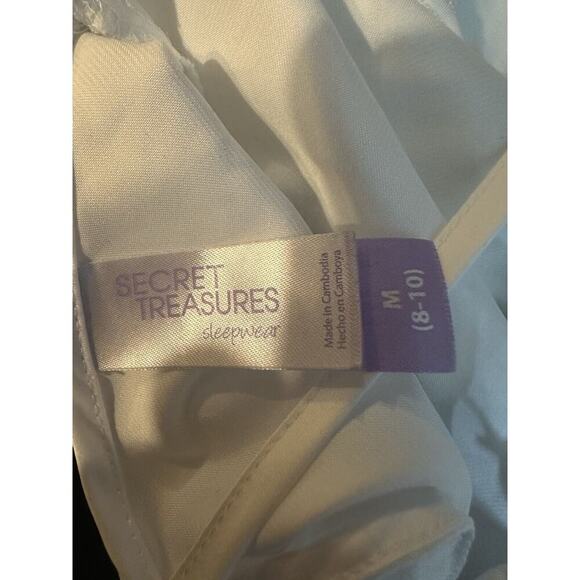 SECRET
TREASURES
sleepwear
Made in Cambodia
Hecho en Camboya
M
(8-10)